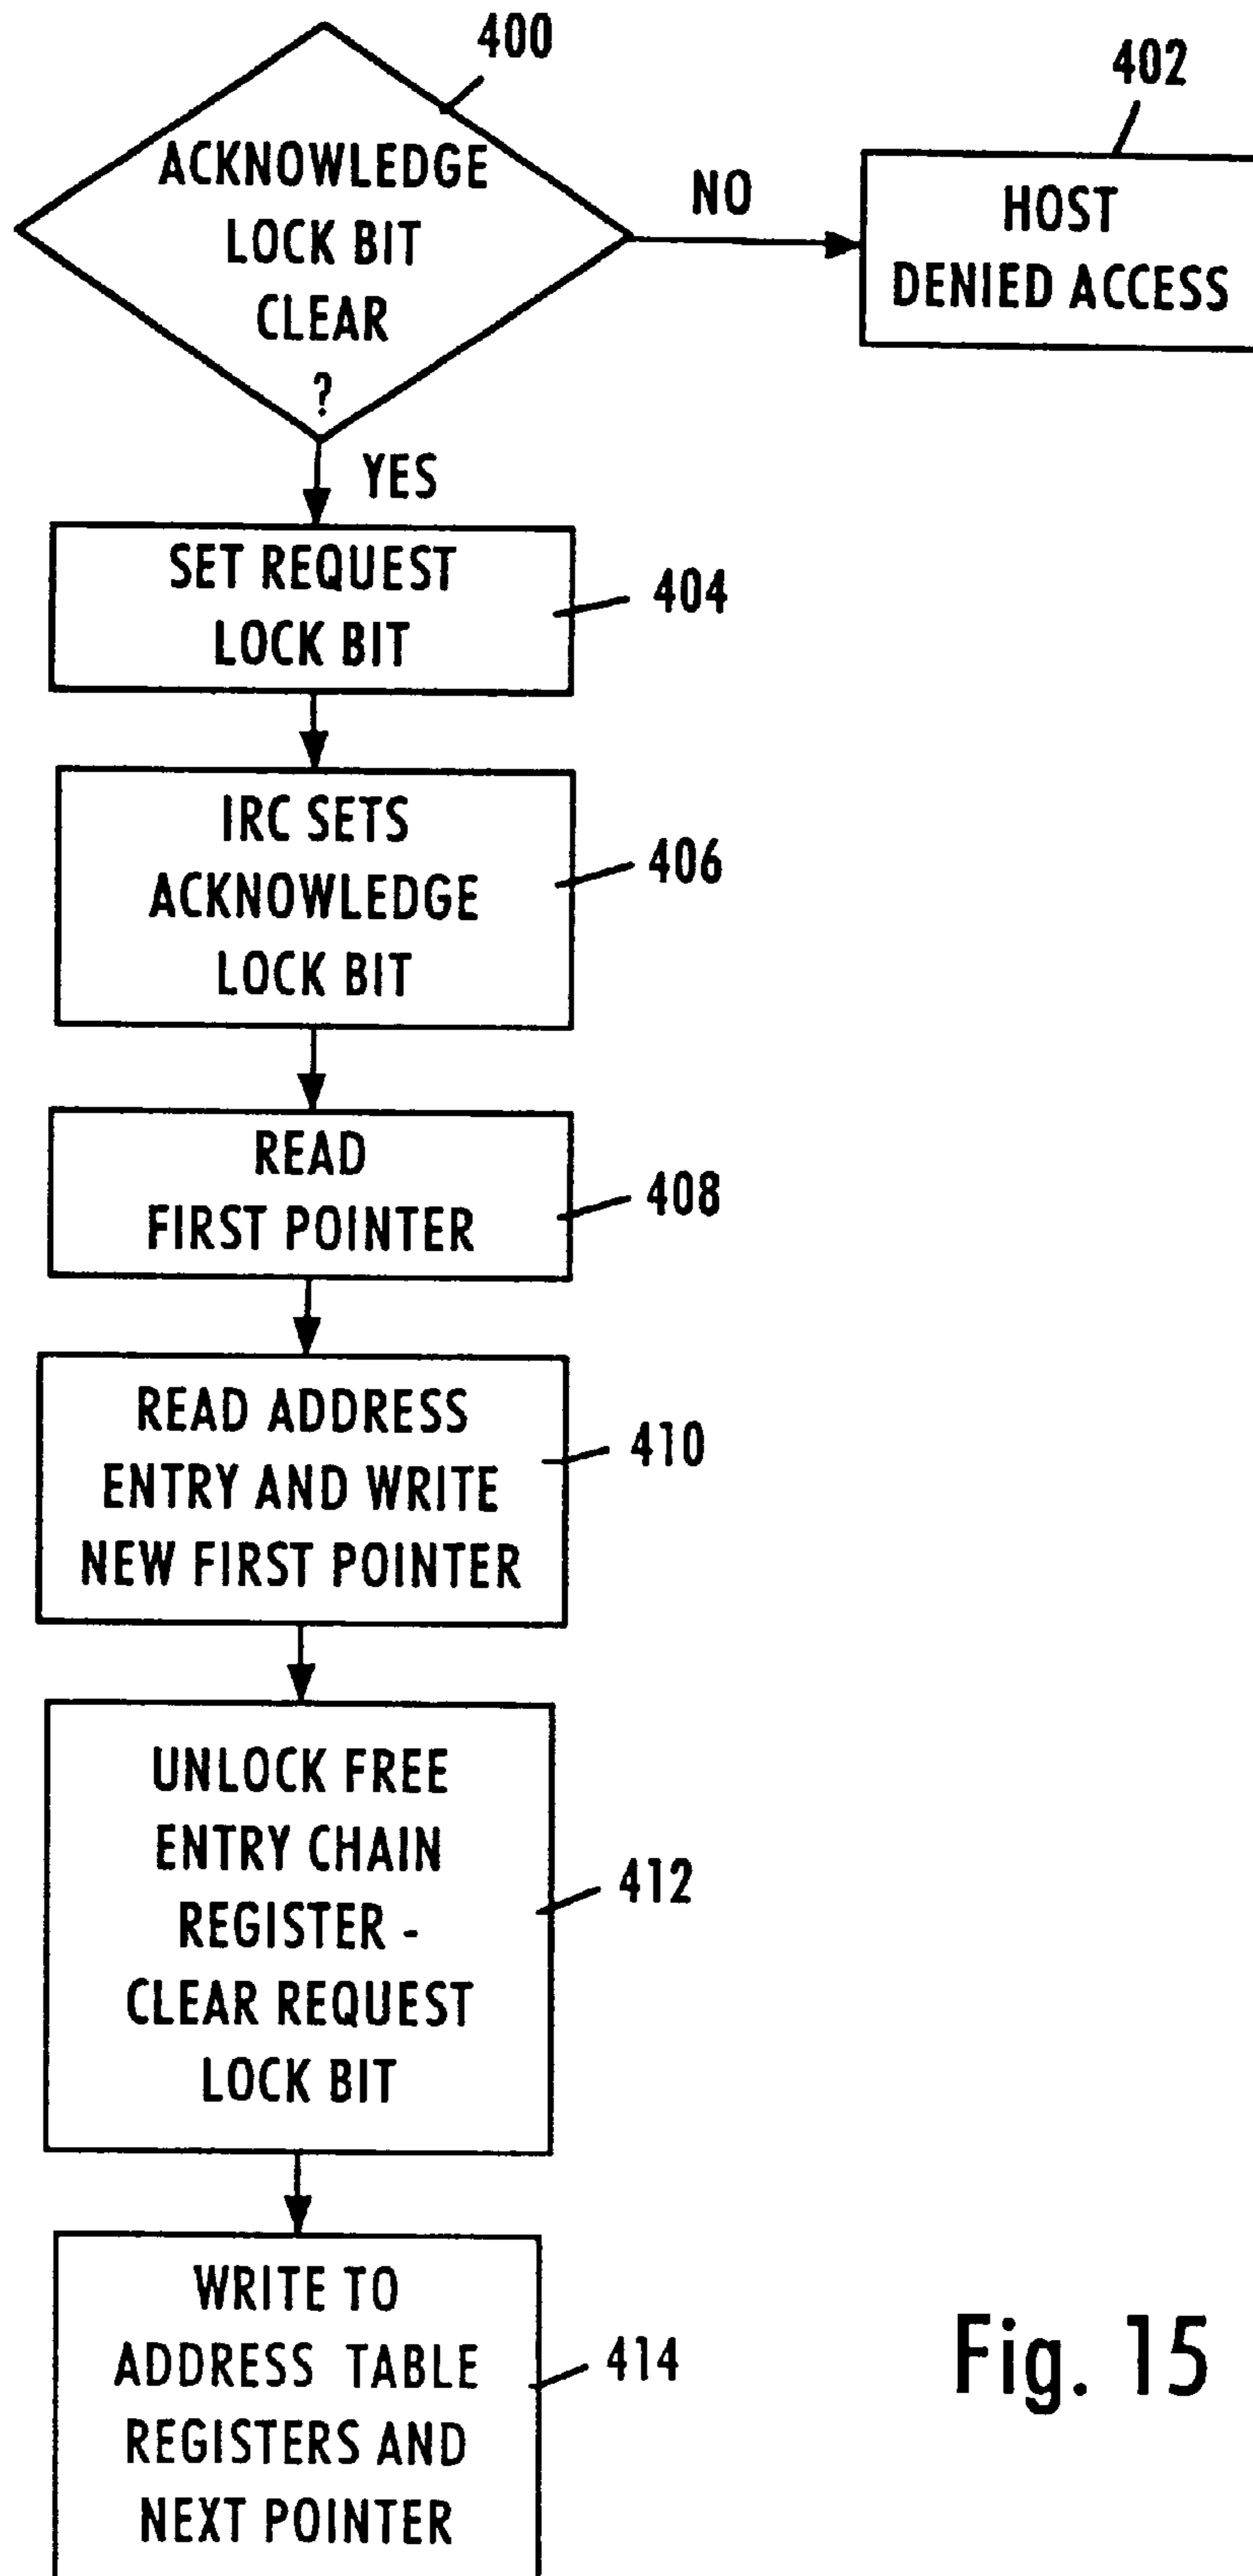 400
ACKNOWLEDGE
LOCK BIT
CLEAR
?
NO
402
HOST
DENIED ACCESS
YES
SET REQUEST
LOCK BIT
404
IRC SETS
ACKNOWLEDGE
LOCK BIT
406
READ
FIRST POINTER
408
READ ADDRESS
ENTRY AND WRITE
NEW FIRST POINTER
410
UNLOCK FREE
ENTRY CHAIN
REGISTER -
CLEAR REQUEST
LOCK BIT
412
WRITE TO
ADDRESS TABLE
REGISTERS AND
NEXT POINTER
414
Fig. 15